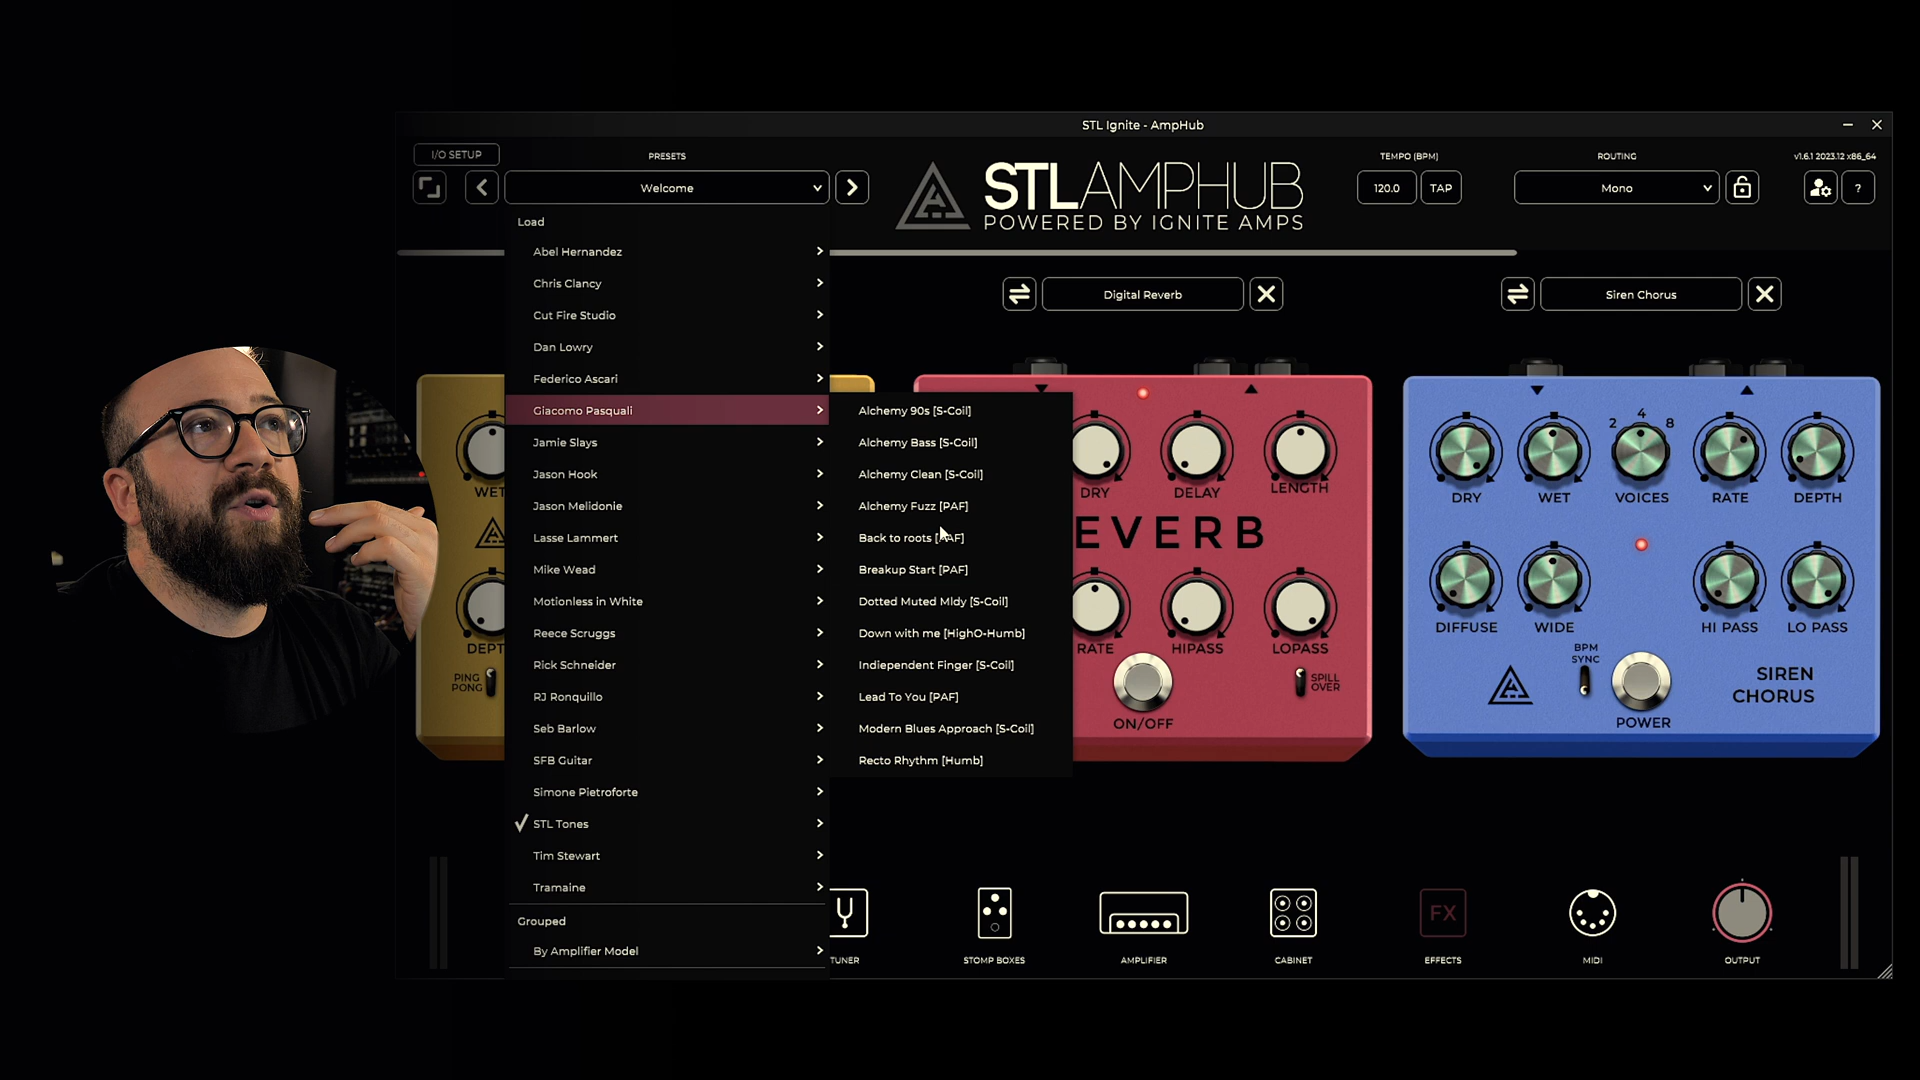 STL Ignite - AmpHub
I/O SETUP
PRESETS
Welcome
STL AMPHUB
POWERED BY IGNITE AMPS
TEMPO (BPM)
120.0
TAP
ROUTING
Mono
v1.6.1 2023.12 x86_64
?
Load
Abel Hernandez
Chris Clancy
Cut Fire Studio
Dan Lowry
Federico Ascari
Giacomo Pasquali
Jamie Slays
Jason Hook
Jason Melidonie
Lasse Lammert
Mike Wead
Motionless in White
Reece Scruggs
Rick Schneider
RJ Ronquillo
Seb Barlow
SFB Guitar
Simone Pietroforte
STL Tones
Tim Stewart
Tramaine
Grouped
By Amplifier Model
Alchemy 90s [S-Coil]
Alchemy Bass [S-Coil]
Alchemy Clean [S-Coil]
Alchemy Fuzz [PAF]
Back to roots [PAF]
Breakup Start [PAF]
Dotted Muted Mldy [S-Coil]
Down with me [HighO-Humb]
Indiependent Finger [S-Coil]
Lead To You [PAF]
Modern Blues Approach [S-Coil]
Recto Rhythm [Humb]
WET
DEPT
PING
PONG
Digital Reverb
DRY
DELAY
LENGTH
EVERB
RATE
HIPASS
LOPASS
SPILL
OVER
ON/OFF
Siren Chorus
2
4
8
DRY
WET
VOICES
RATE
DEPTH
DIFFUSE
WIDE
HI PASS
LO PASS
BPM
SYNC
SIREN
CHORUS
POWER
TUNER
STOMP BOXES
AMPLIFIER
CABINET
FX
EFFECTS
MIDI
OUTPUT